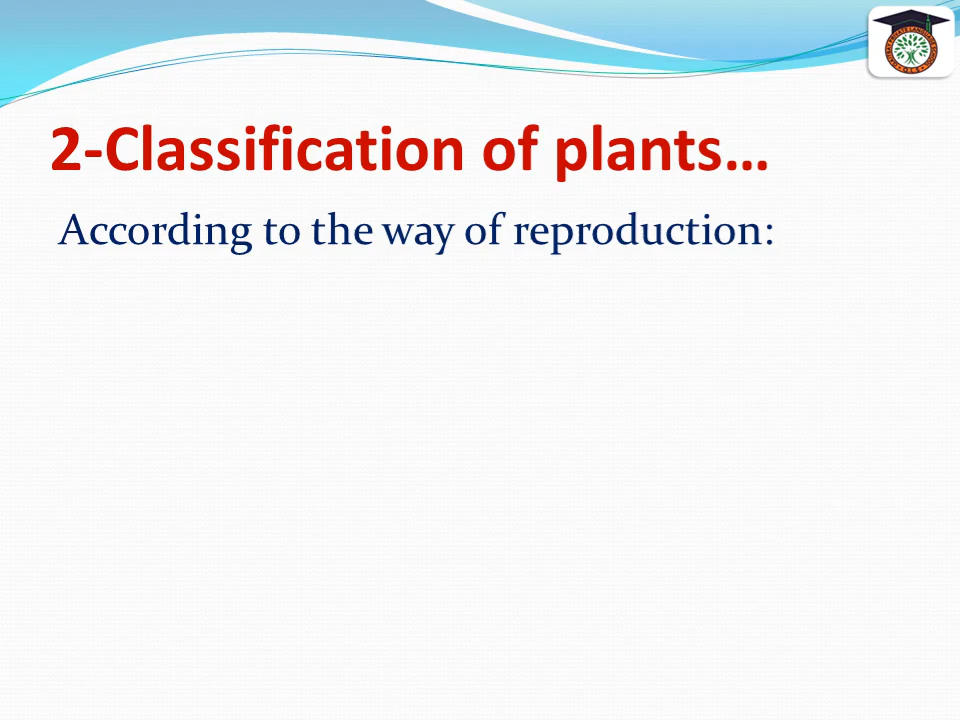 2-Classification of plants…
According to the way of reproduction: